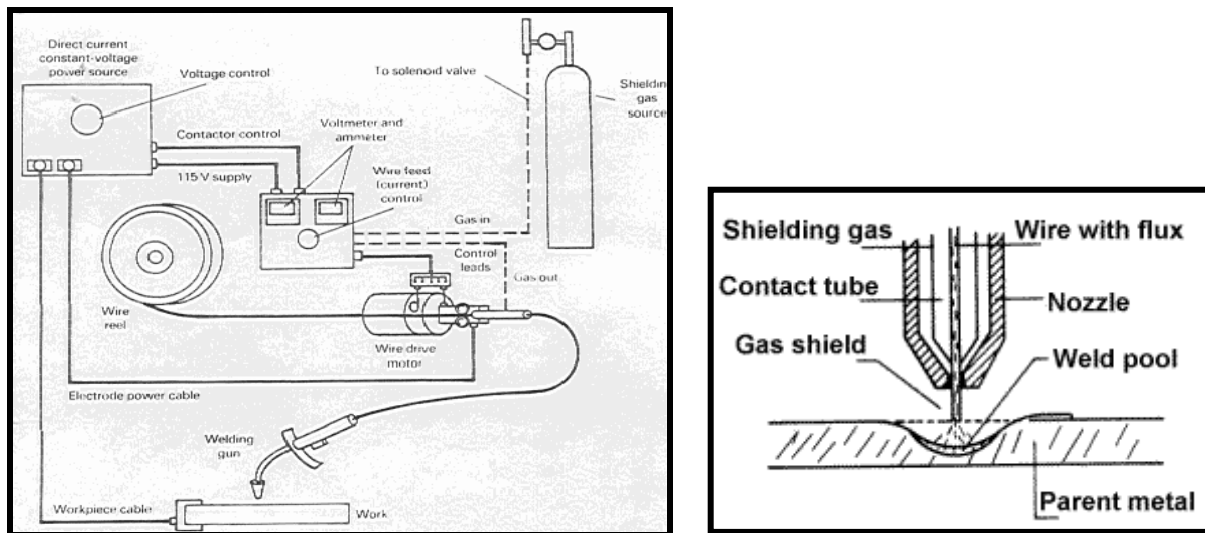 Direct current
constant-voltage
power source
Voltage control
To solenoid valve
Shielding
gas
source
Contactor control
Voltmeter and
ammeter
115 V supply
Wire feed
(current)
control
Gas in
Control
leads
Gas out
Wire
reel
Wire drive
motor
Electrode power cable
Welding
gun
Workpiece cable
Work
Shielding gas
Wire with flux
Contact tube
Nozzle
Gas shield
Weld pool
Parent metal